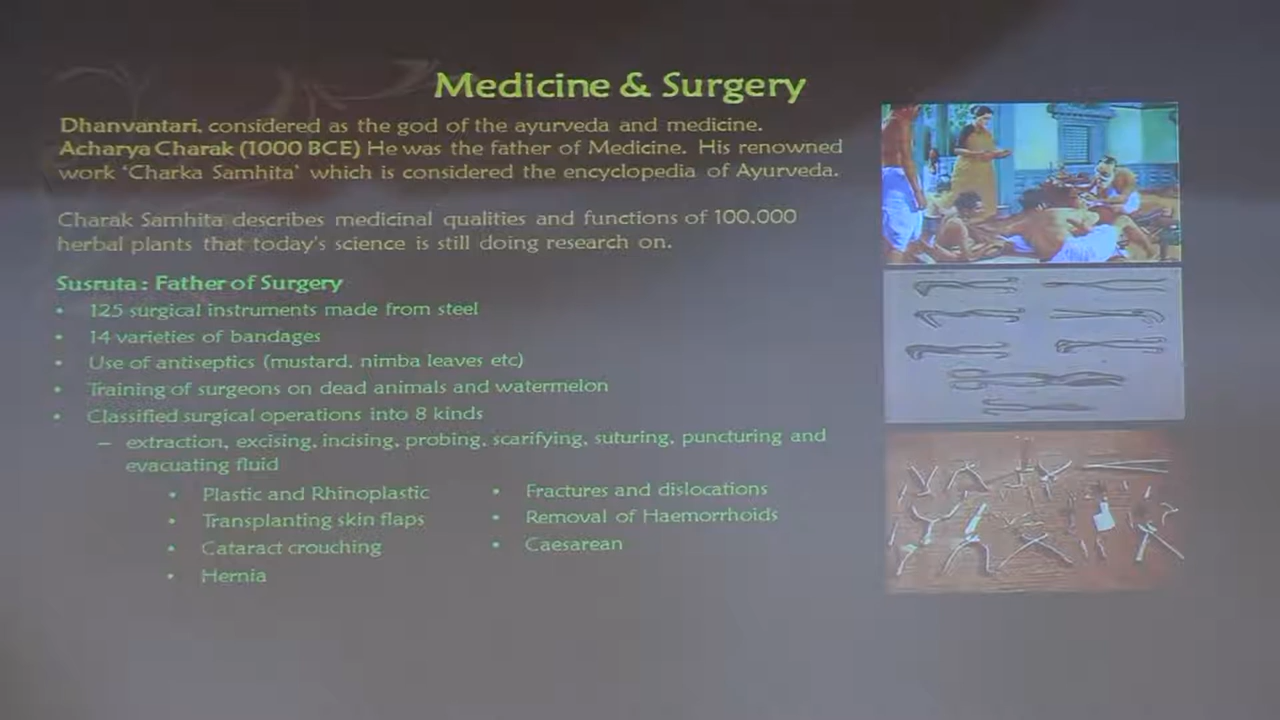 Medicine & Surgery
Dhanvantari, considered as the god of the ayurveda and medicine.
Acharya Charak (1000 BCE) He was the father of Medicine. His renowned
work ‘Charka Samhita’ which is considered the encyclopedia of Ayurveda.
Charak Samhita describes medicinal qualities and functions of 100,000
herbal plants that today's science is still doing research on.
Susruta : Father of Surgery
• 125 surgical instruments made from steel
• 14 varieties of bandages
• Use of antiseptics (mustard, nimba leaves etc)
• Training of surgeons on dead animals and watermelon
• Classified surgical operations into 8 kinds
– extraction, excising, incising, probing, scarifying, suturing, puncturing and
evacuating fluid
• Plastic and Rhinoplastic
• Transplanting skin flaps
• Cataract crouching
• Hernia
• Fractures and dislocations
• Removal of Haemorrhoids
• Caesarean